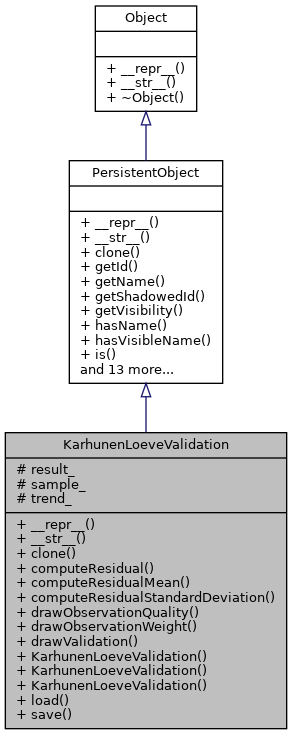 Object
+ __repr__()
+ __str__()
+ ~Object()
PersistentObject
+ __repr__()
+ __str__()
+ clone()
+ getId()
+ getName()
+ getShadowedId()
+ getVisibility()
+ hasName()
+ hasVisibleName()
+ is()
and 13 more...
KarhunenLoeveValidation
# result_
# sample_
# trend_
+ __repr__()
+ __str__()
+ clone()
+ computeResidual()
+ computeResidualMean()
+ computeResidualStandardDeviation()
+ drawObservationQuality()
+ drawObservationWeight()
+ drawValidation()
+ KarhunenLoeveValidation()
+ KarhunenLoeveValidation()
+ KarhunenLoeveValidation()
+ load()
+ save()